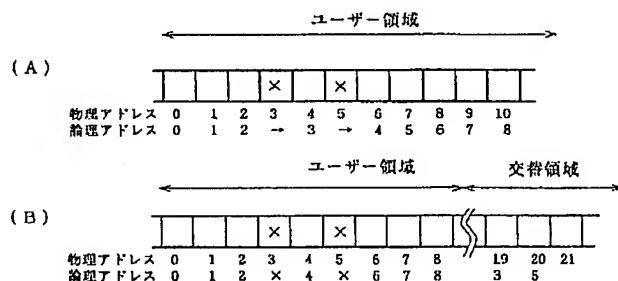 ユーザー領域
(A)
× ×
物理アドレス 0 1 2 3 4 5 6 7 8 9 10
論理アドレス 0 1 2 → 3 → 4 5 6 7 8
ユーザー領域 交替領域
(B)
× ×
物理アドレス 0 1 2 3 4 5 6 7 8 19 20 21
論理アドレス 0 1 2 × 4 × 6 7 8 3 5